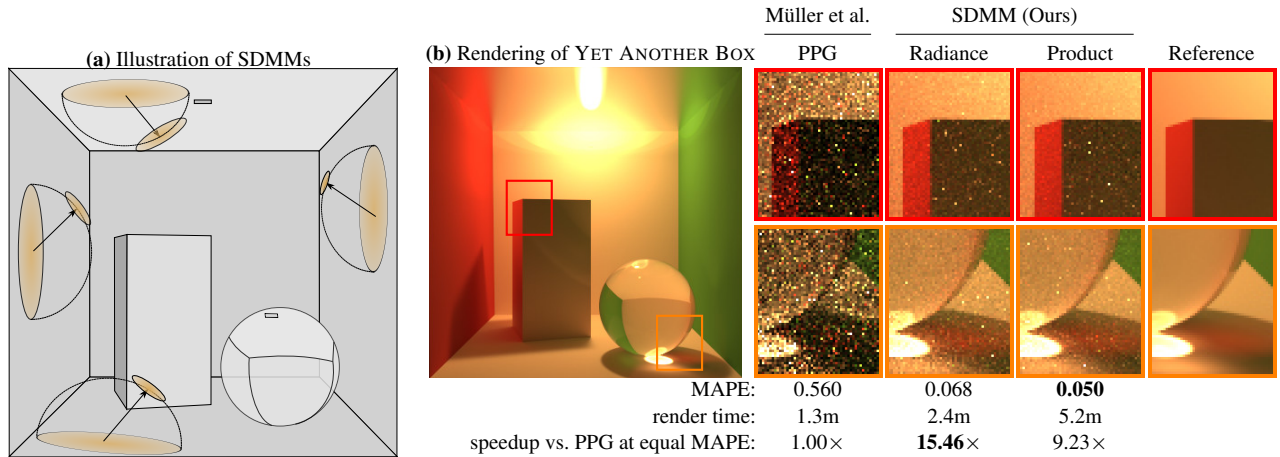 Müller et al. SDMM (Ours)
(a) Illustration of SDMMs
(b) Rendering of YET ANOTHER BOX PPG Radiance Product Reference
MAPE: 0.560 0.068 0.050
render time: 1.3m 2.4m 5.2m
speedup vs. PPG at equal MAPE: 1.00× 15.46× 9.23×